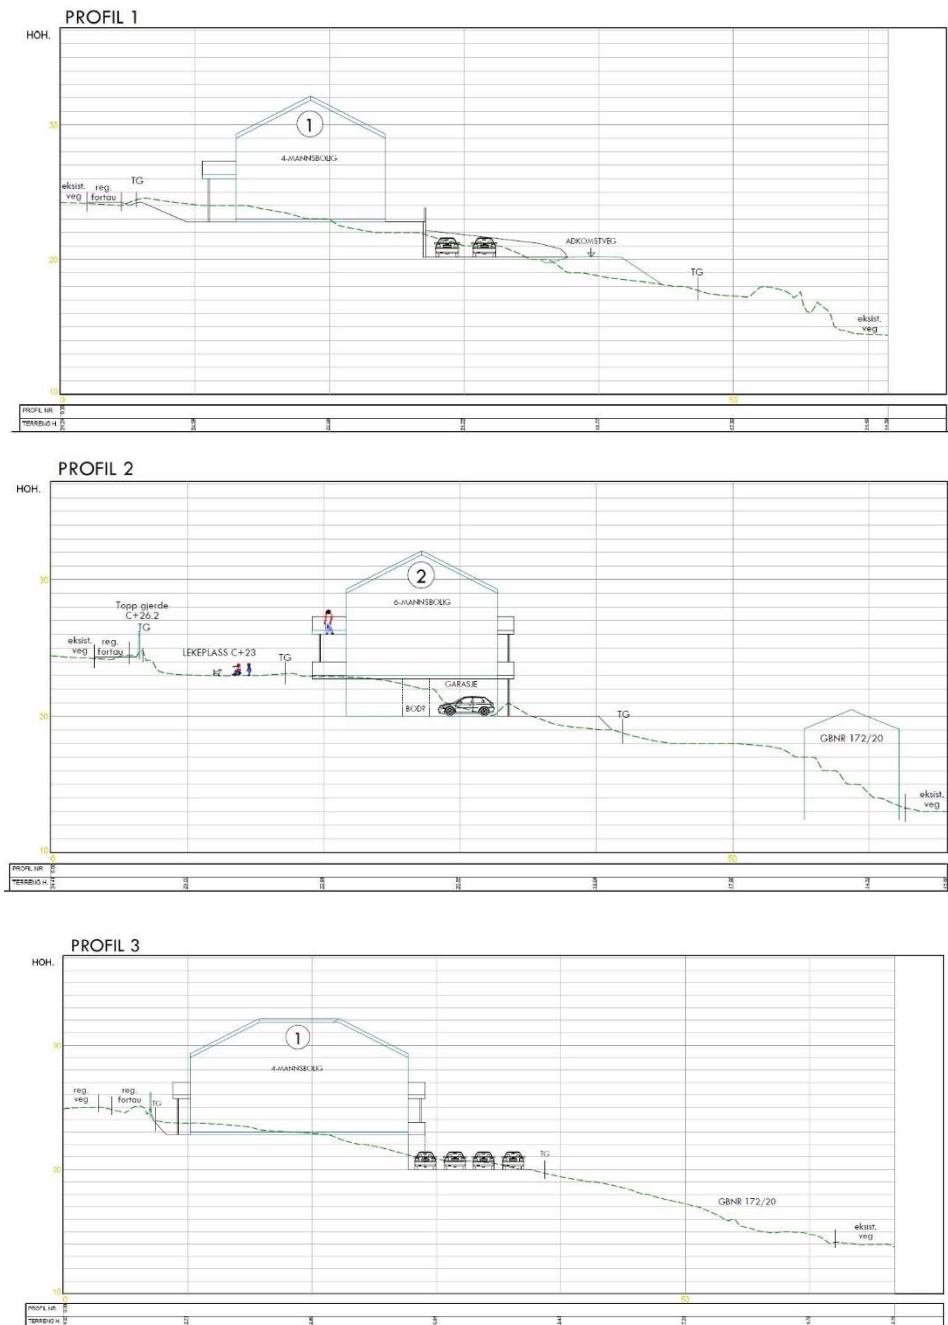 PROFIL 1
HOH.
30
1
4-MANNSBOLIG
eksist.
veg
reg.
fortau
TG
ADKOMSTVEG
20
TG
eksist.
veg
10
0
50
PROFIL NR.
TERRENG H.
PROFIL 2
HOH.
30
2
6-MANNSBOLIG
Topp gjerde
C+26.2
TG
eksist.
veg
reg.
fortau
LEKEPLASS C+23
TG
GARASJE
BOD?
20
TG
GBNR 172/20
eksist.
veg
10
0
50
PROFIL NR.
TERRENG H.
PROFIL 3
HOH.
30
1
4-MANNSBOLIG
reg.
veg
reg.
fortau
TG
20
TG
GBNR 172/20
eksist.
veg
10
0
50
PROFIL NR.
TERRENG H.